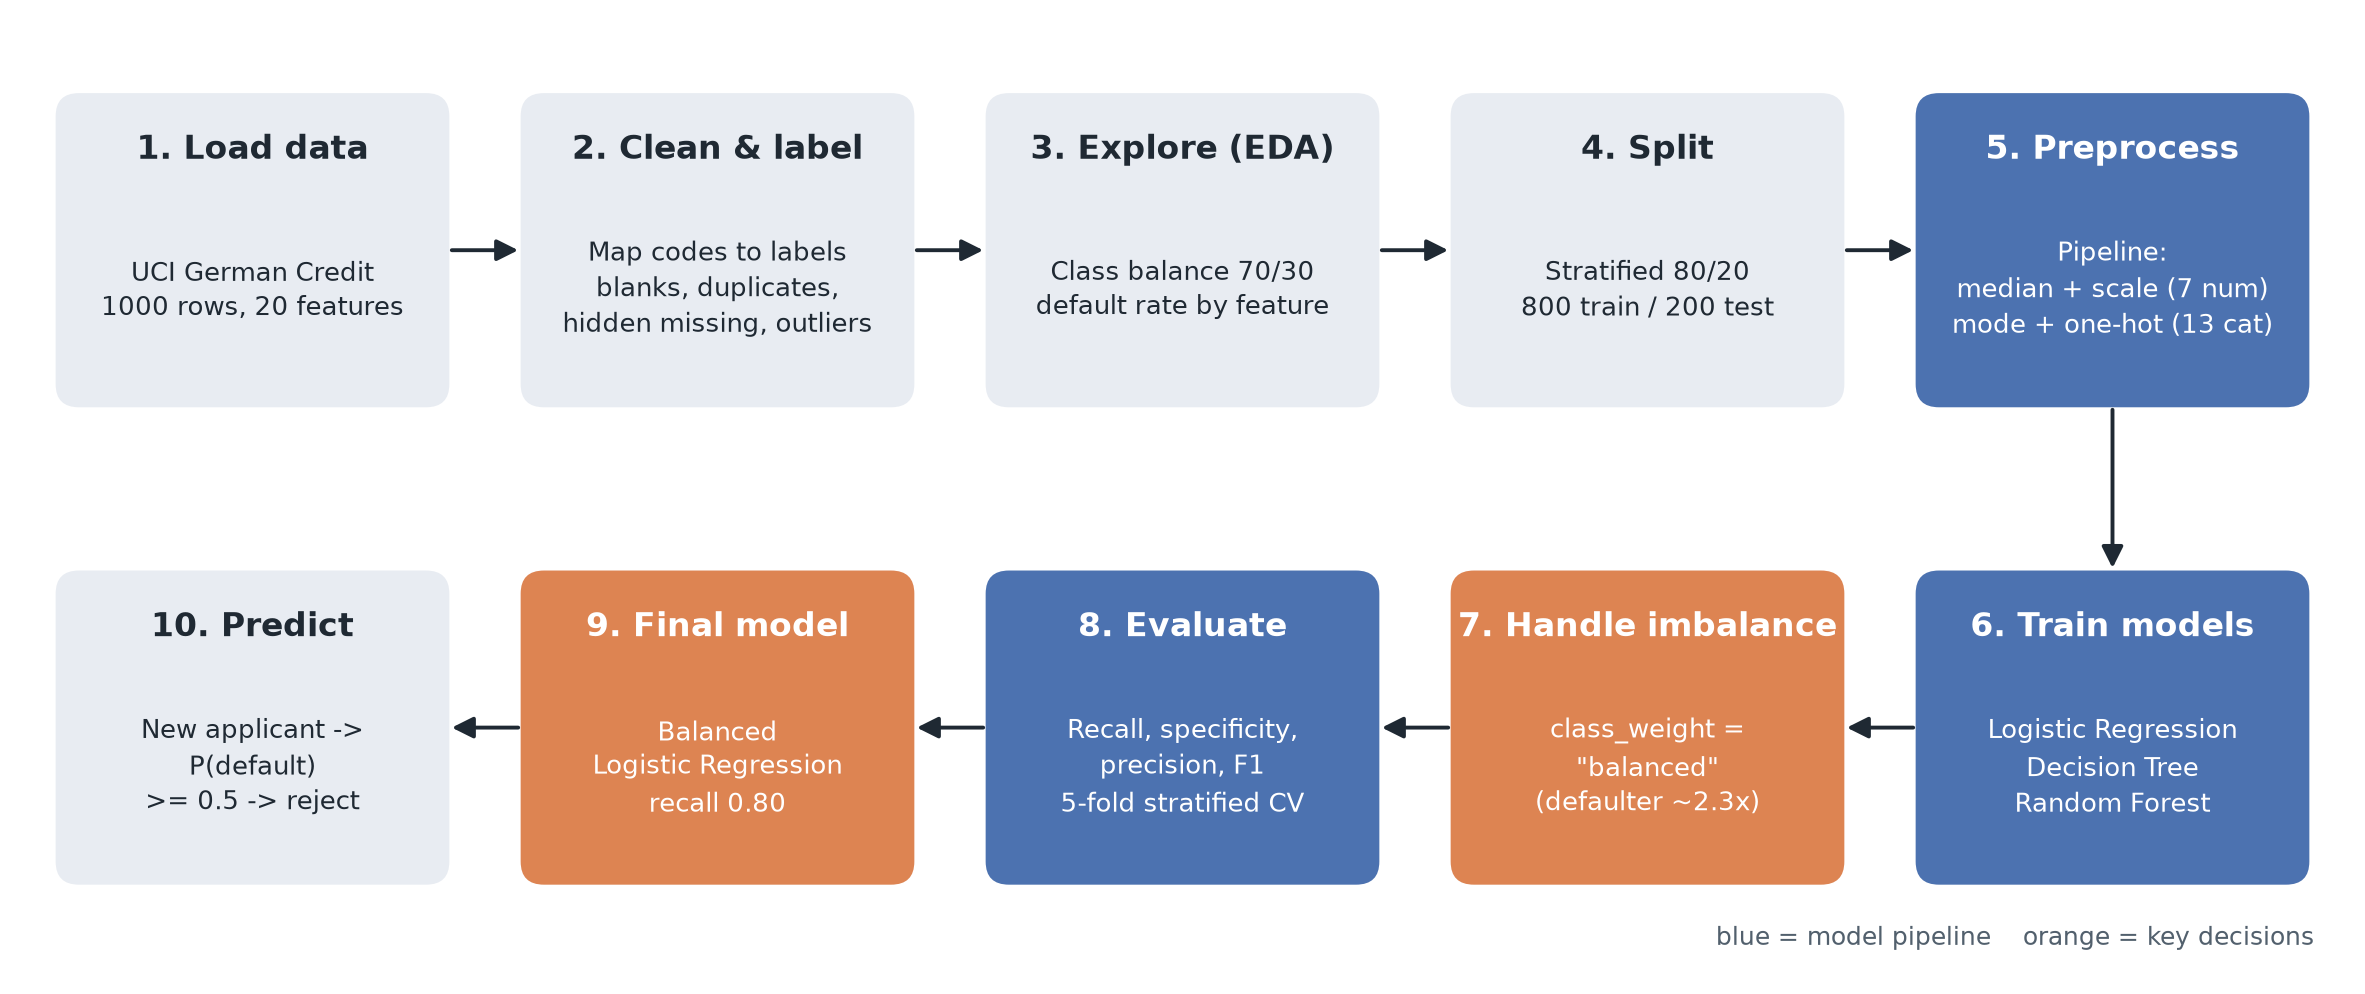 1. Load data
UCI German Credit
1000 rows, 20 features
2. Clean & label
Map codes to labels
blanks, duplicates,
hidden missing, outliers
3. Explore (EDA)
Class balance 70/30
default rate by feature
4. Split
Stratified 80/20
800 train / 200 test
5. Preprocess
Pipeline:
median + scale (7 num)
mode + one-hot (13 cat)
6. Train models
Logistic Regression
Decision Tree
Random Forest
7. Handle imbalance
class_weight =
"balanced"
(defaulter ~2.3x)
8. Evaluate
Recall, specificity,
precision, F1
5-fold stratified CV
9. Final model
Balanced
Logistic Regression
recall 0.80
10. Predict
New applicant ->
P(default)
>= 0.5 -> reject
blue = model pipeline    orange = key decisions